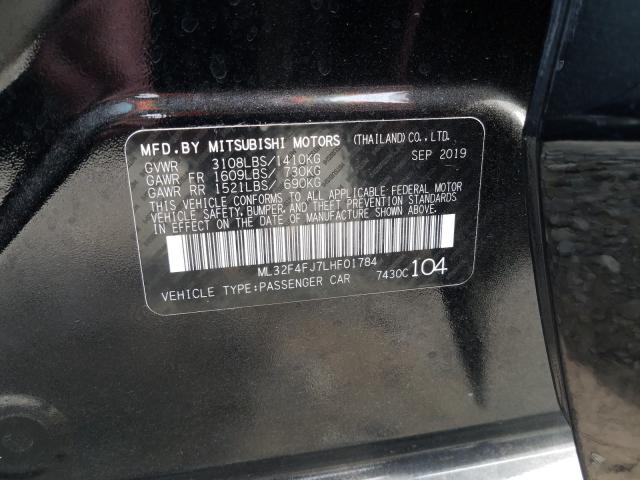 MFD.BY MITSUBISHI MOTORS (THAILAND)CO.,LTD.
GVWR 3108LBS/1410KG SEP 2019
GAWR FR 1609LBS/ 730KG
GAWR RR 1521LBS/ 690KG
THIS VEHICLE CONFORMS TO ALL APPLICABLE FEDERAL MOTOR
VEHICLE SAFETY, BUMPER, AND THEFT PREVENTION STANDARDS
IN EFFECT ON THE DATE OF MANUFACTURE SHOWN ABOVE.
ML32F4FJ7LHF01784
VEHICLE TYPE:PASSENGER CAR 7430C104